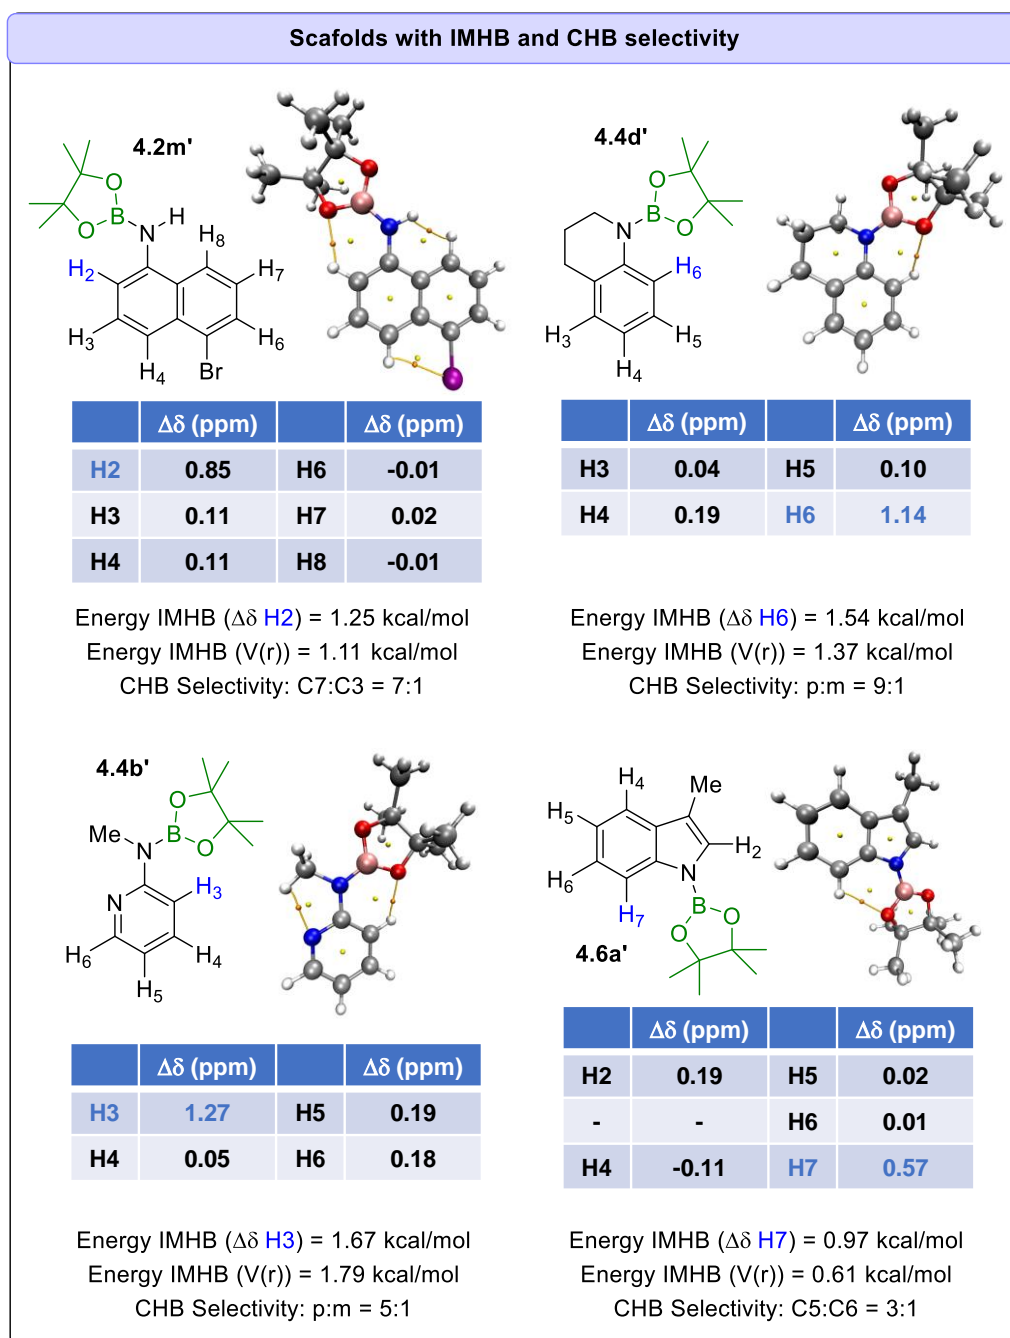 Scafolds with IMHB and CHB selectivity
4.2m'
O
B
O
N
H
H2
H8
H7
H3
H6
H4
Br
Δδ (ppm) Δδ (ppm)
H2 0.85 H6 -0.01
H3 0.11 H7 0.02
H4 0.11 H8 -0.01
Energy IMHB (Δδ H2) = 1.25 kcal/mol
Energy IMHB (V(r)) = 1.11 kcal/mol
CHB Selectivity: C7:C3 = 7:1
4.4d'
O
N
B
O
H6
H3
H5
H4
Δδ (ppm) Δδ (ppm)
H3 0.04 H5 0.10
H4 0.19 H6 1.14
Energy IMHB (Δδ H6) = 1.54 kcal/mol
Energy IMHB (V(r)) = 1.37 kcal/mol
CHB Selectivity: p:m = 9:1
4.4b'
O
Me
B
N
O
N
H3
H6
H4
H5
Δδ (ppm) Δδ (ppm)
H3 1.27 H5 0.19
H4 0.05 H6 0.18
Energy IMHB (Δδ H3) = 1.67 kcal/mol
Energy IMHB (V(r)) = 1.79 kcal/mol
CHB Selectivity: p:m = 5:1
H4
Me
H5
H2
H6
N
H7
B
O
O
4.6a'
Δδ (ppm) Δδ (ppm)
H2 0.19 H5 0.02
- - H6 0.01
H4 -0.11 H7 0.57
Energy IMHB (Δδ H7) = 0.97 kcal/mol
Energy IMHB (V(r)) = 0.61 kcal/mol
CHB Selectivity: C5:C6 = 3:1